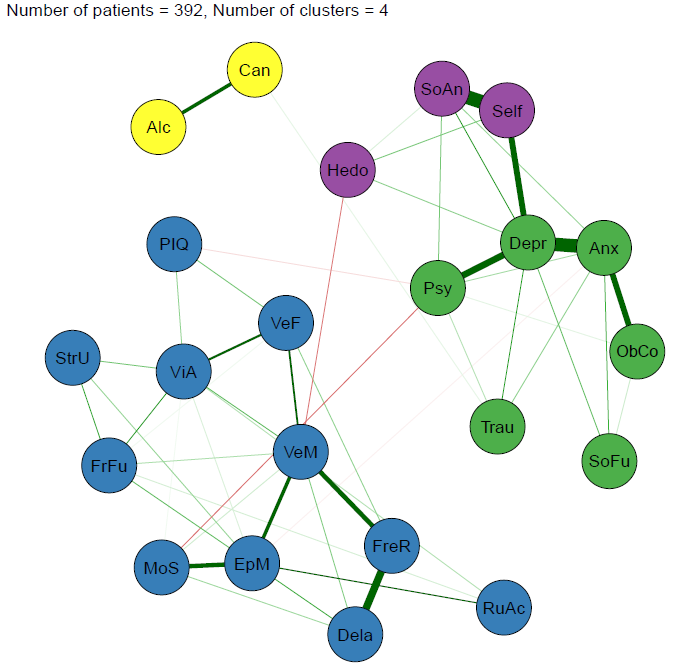 Number of patients = 392, Number of clusters = 4
Can
SoAn
Self
Alc
Hedo
PIQ
Depr
Anx
Psy
VeF
StrU
ViA
ObCo
Trau
VeM
FrFu
SoFu
FreR
MoS
EpM
RuAc
Dela